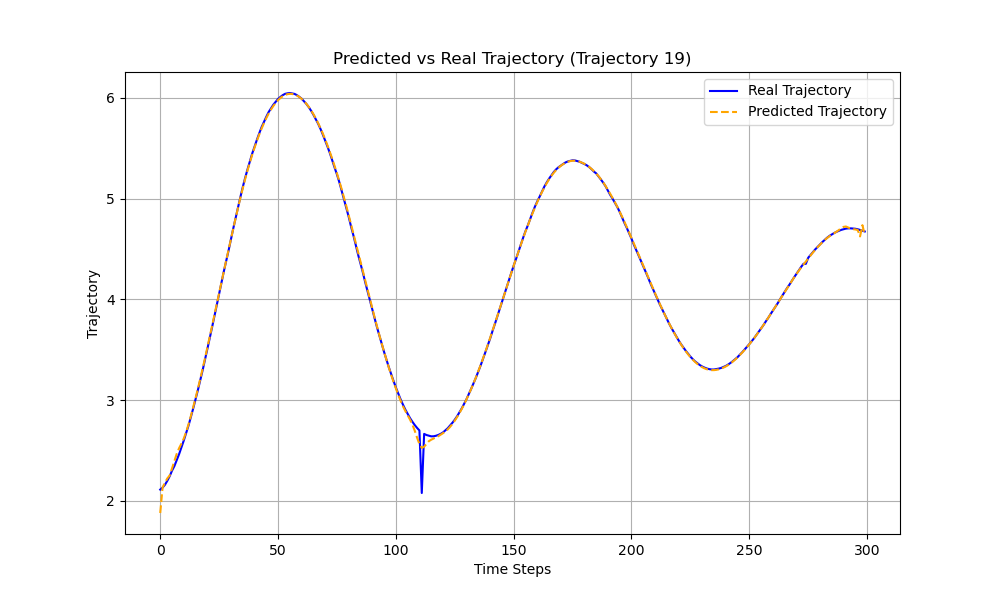 Predicted vs Real Trajectory (Trajectory 19)
Real Trajectory
Predicted Trajectory
Trajectory
6
5
4
3
2
0 50 100 150 200 250 300
Time Steps